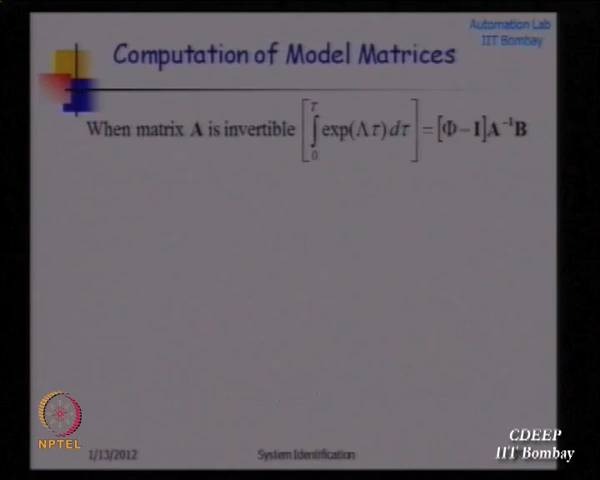 Automation Lab
IIT Bombay
Computation of Model Matrices
When matrix A is invertible [∫₀ᵀ exp(Λτ)dτ] = [Φ − I]A⁻¹B
NPTEL
1/13/2012
System Identification
CDEEP
IIT Bombay